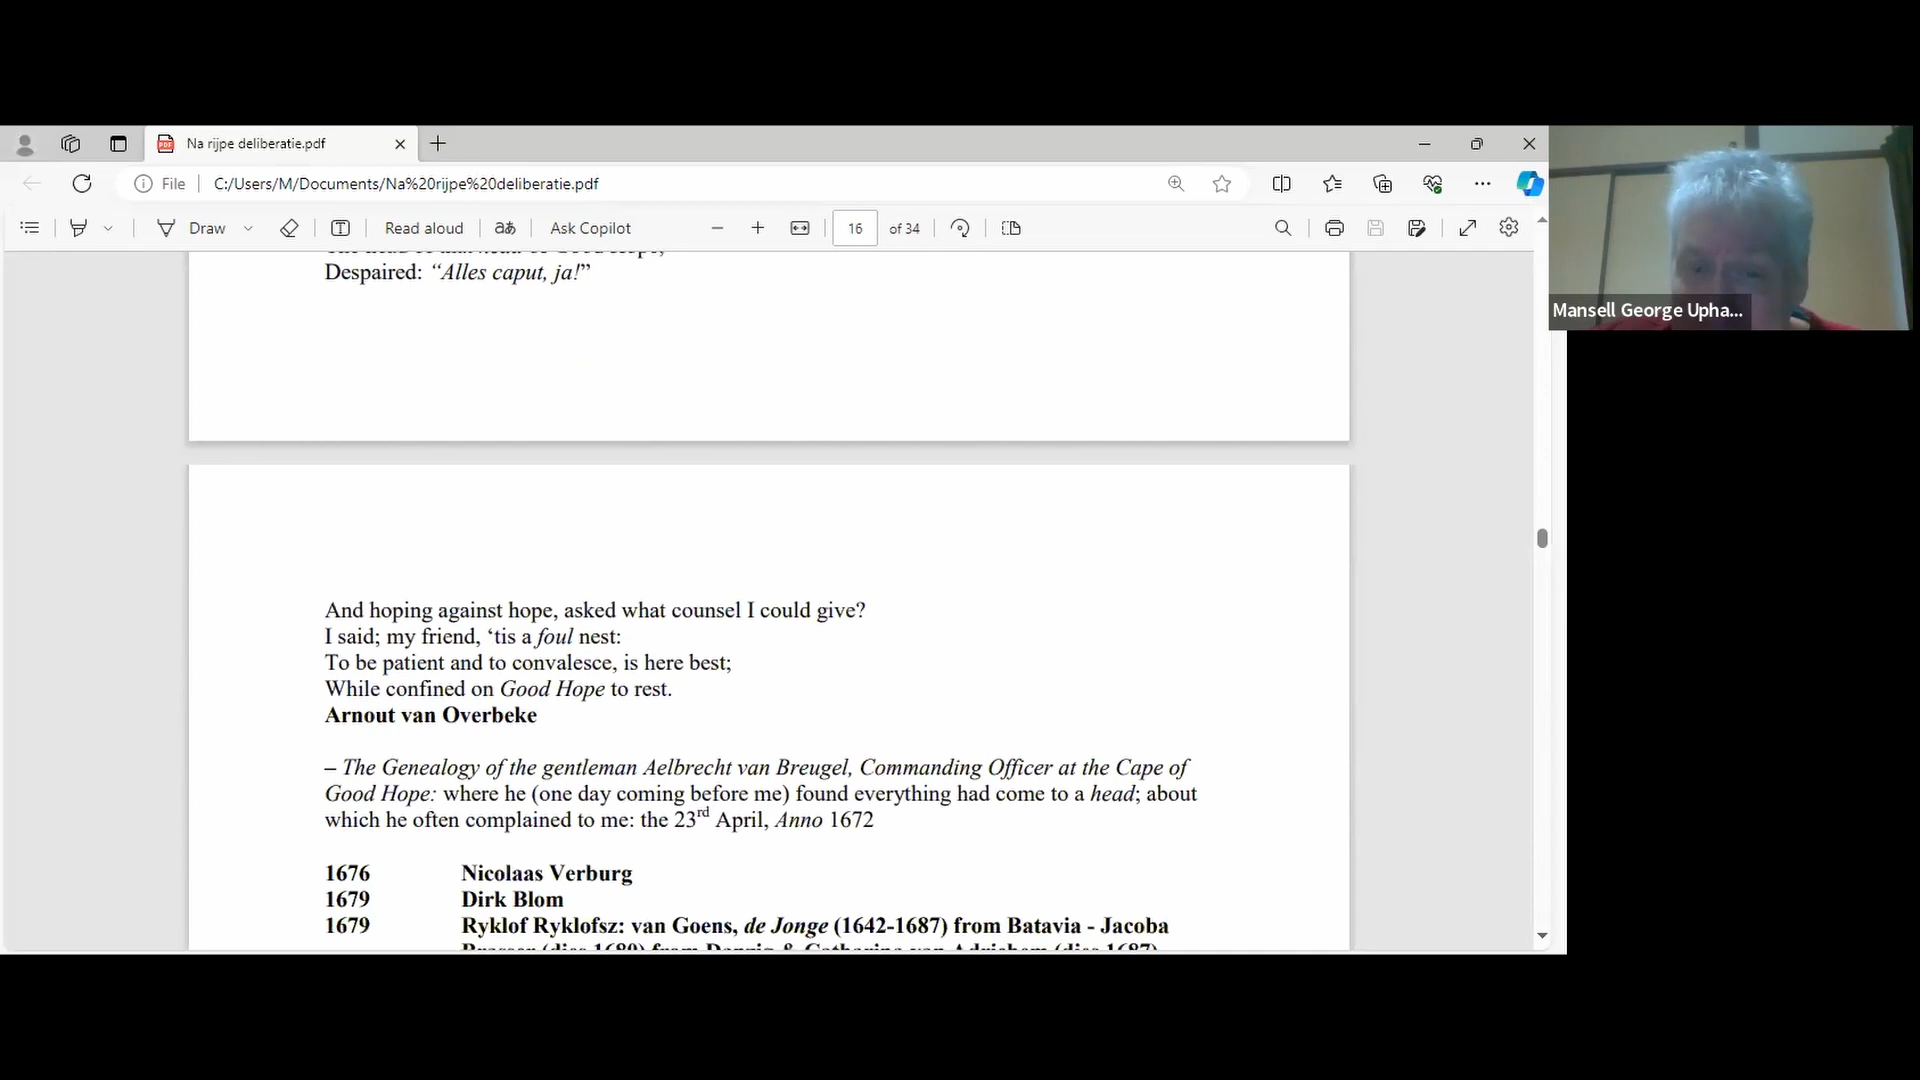 Na rijpe deliberatie.pdf
File
C:/Users/M/Documents/Na%20rijpe%20deliberatie.pdf
Draw
Read aloud
aあ
Ask Copilot
16
of 34
Despaired: “Alles caput, ja!”
And hoping against hope, asked what counsel I could give?
I said; my friend, ‘tis a foul nest:
To be patient and to convalesce, is here best;
While confined on Good Hope to rest.
Arnout van Overbeke
– The Genealogy of the gentleman Aelbrecht van Breugel, Commanding Officer at the Cape of
Good Hope: where he (one day coming before me) found everything had come to a head; about
which he often complained to me: the 23rd April, Anno 1672
1676 Nicolaas Verburg
1679 Dirk Blom
1679 Ryklof Ryklofsz: van Goens, de Jonge (1642-1687) from Batavia - Jacoba
Mansell George Upha...